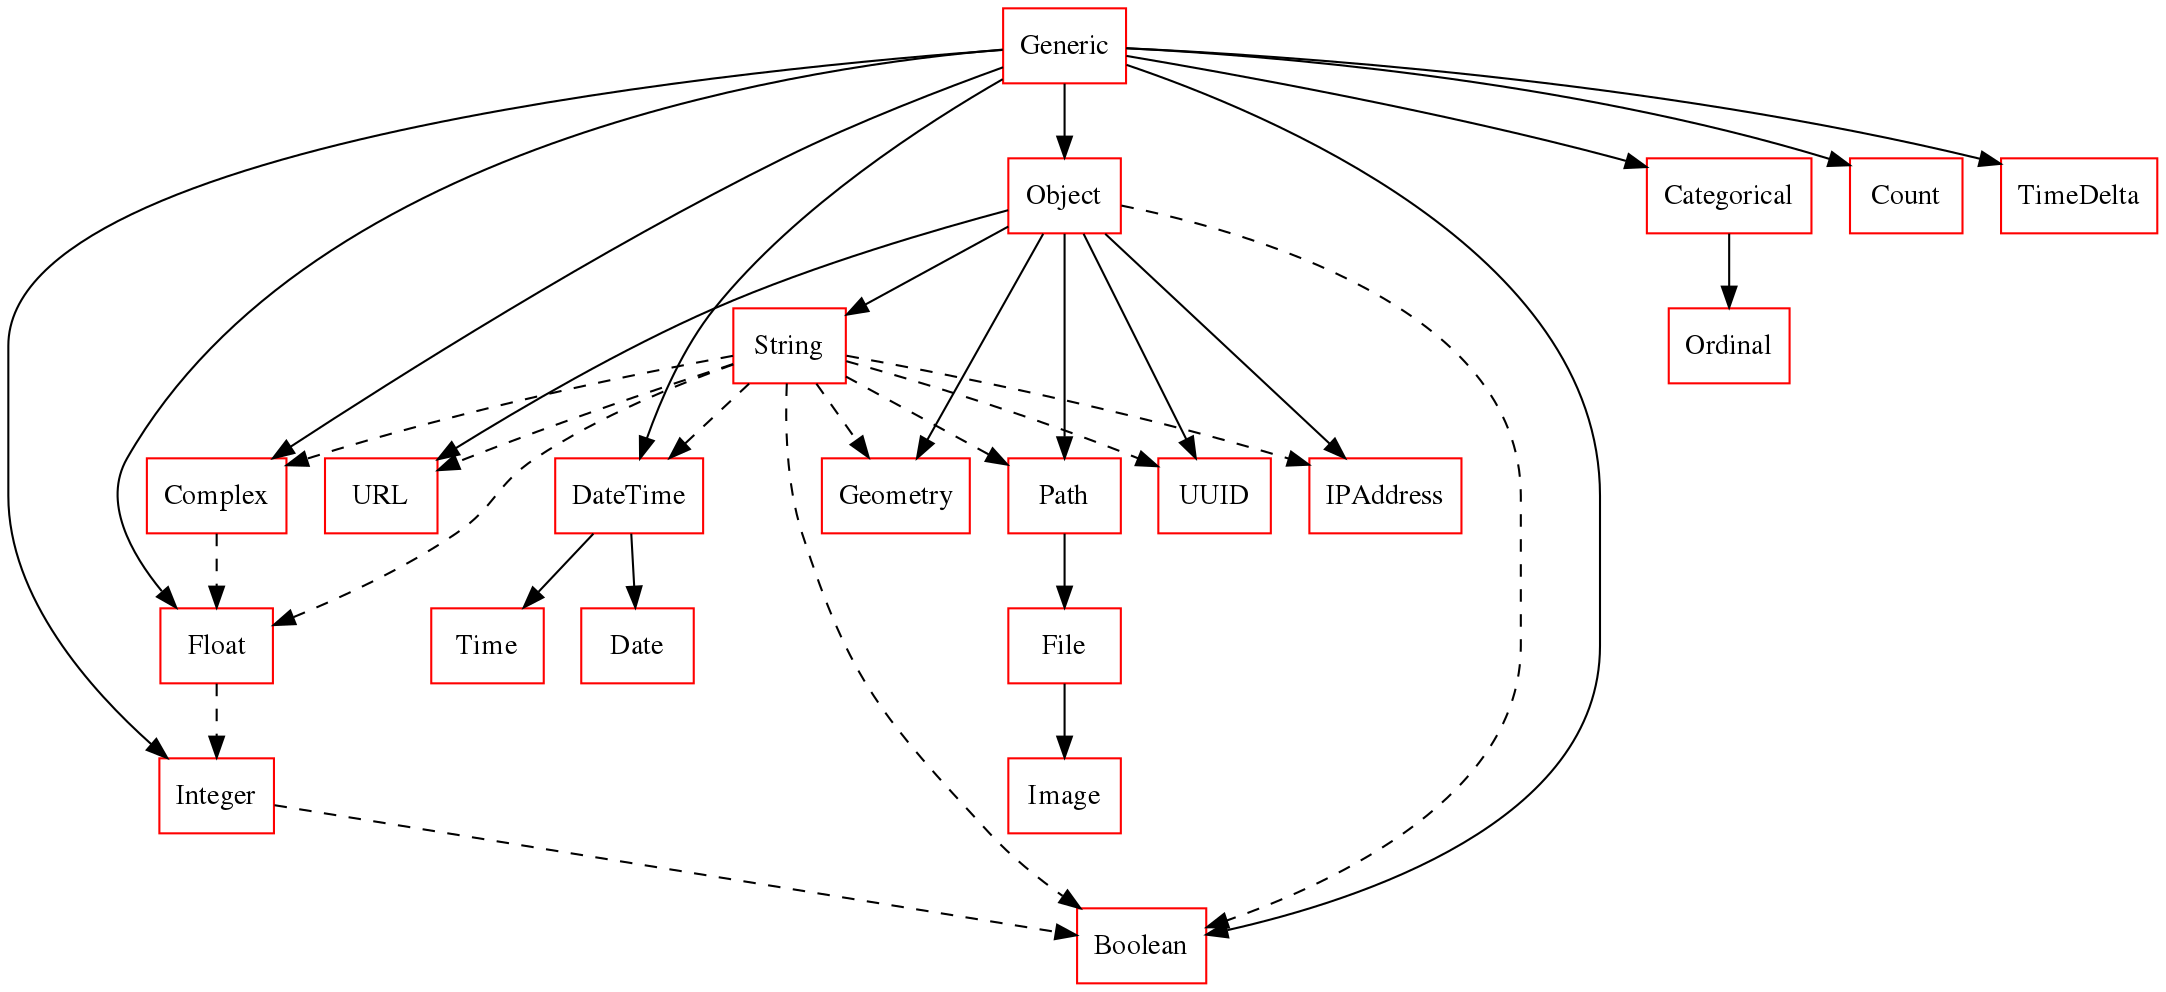 Generic
Object
Categorical
Count
TimeDelta
String
Ordinal
Complex
URL
DateTime
Geometry
Path
UUID
IPAddress
Float
Time
Date
File
Integer
Image
Boolean